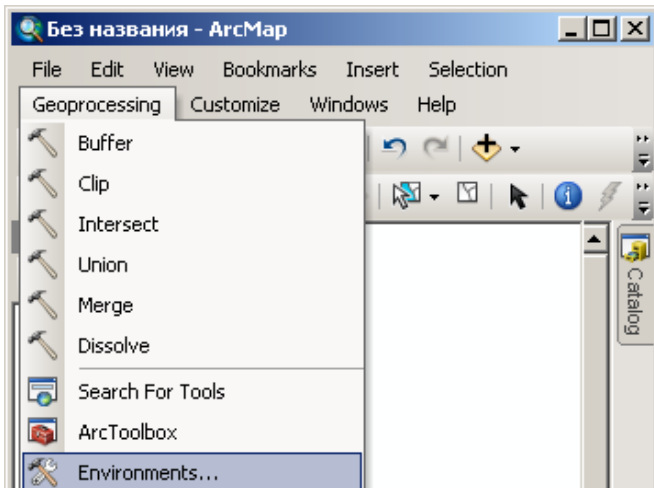 Без названия - ArcMap
File Edit View Bookmarks Insert Selection
Geoprocessing Customize Windows Help
Buffer
Clip
Intersect
Union
Merge
Dissolve
Search For Tools
ArcToolbox
Environments...
Catalog